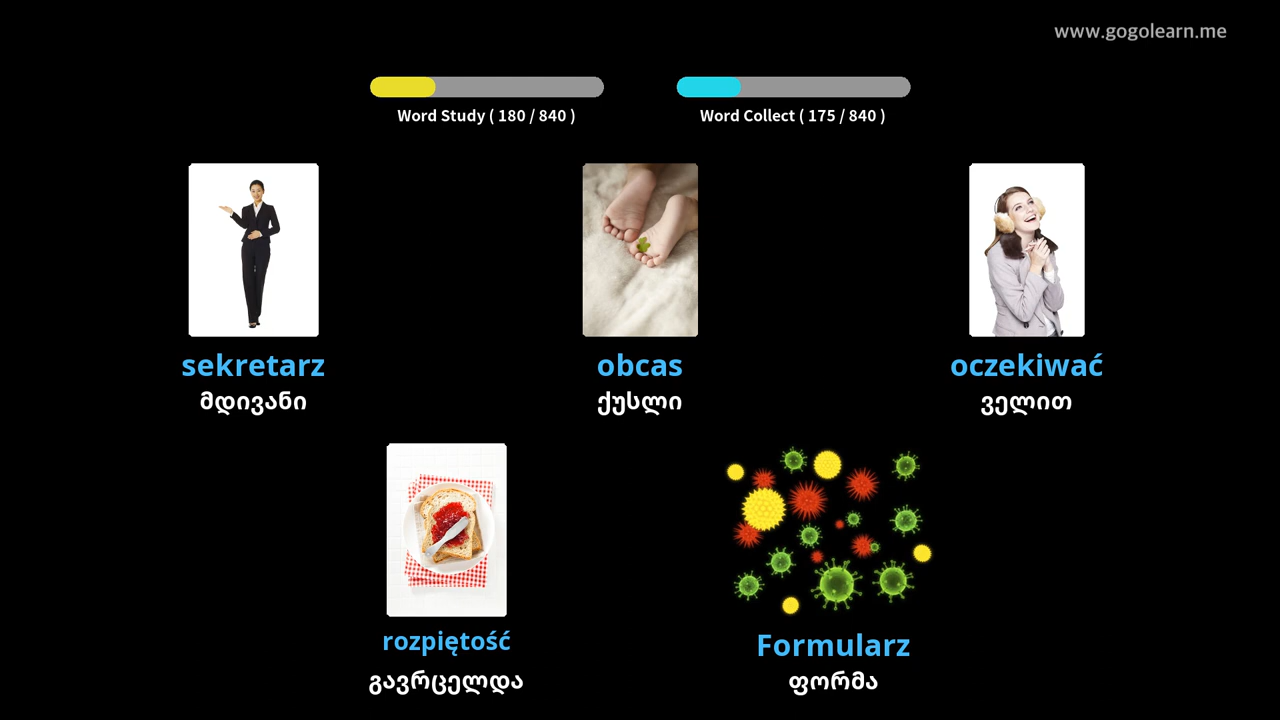 www.gogolearn.me
Word Study ( 180 / 840 )
Word Collect ( 175 / 840 )
sekretarz
მდივანი
obcas
ქუსლი
oczekiwać
ველით
rozpiętość
გავრცელდა
Formularz
ფორმა